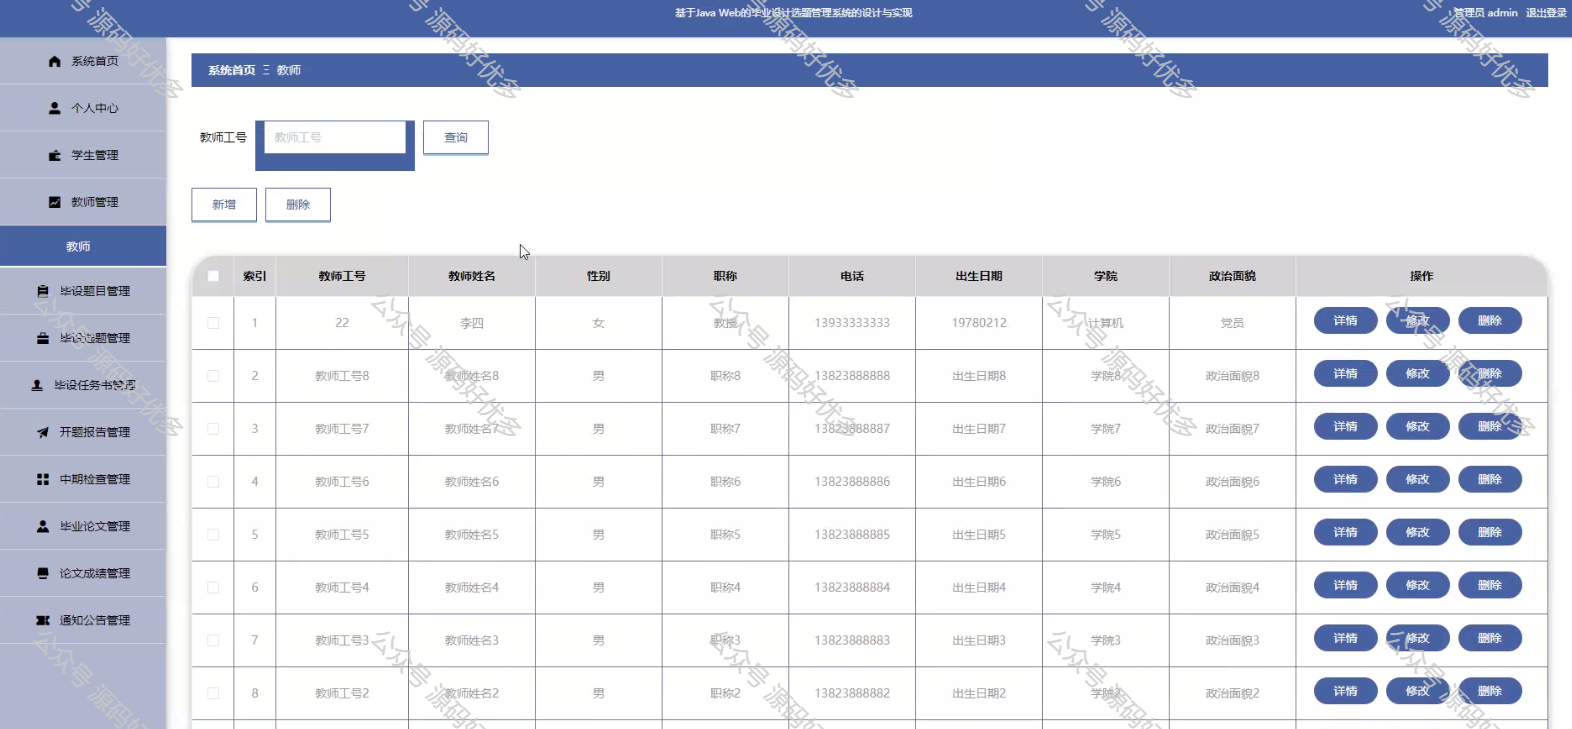 基于Java Web的毕业设计选题管理系统的设计与实现
管理员 admin 退出登录
系统首页
个人中心
学生管理
教师管理
教师
毕设题目管理
毕设选题管理
毕设任务书管理
开题报告管理
中期检查管理
毕业论文管理
论文成绩管理
通知公告管理
系统首页 Ξ 教师
教师工号 教师工号 查询
新增 删除
索引 教师工号 教师姓名 性别 职称 电话 出生日期 学院 政治面貌 操作
1 22 李四 女 教授 13933333333 19780212 计算机 党员 详情 修改 删除
2 教师工号8 教师姓名8 男 职称8 13823888888 出生日期8 学院8 政治面貌8 详情 修改 删除
3 教师工号7 教师姓名7 男 职称7 13823888887 出生日期7 学院7 政治面貌7 详情 修改 删除
4 教师工号6 教师姓名6 男 职称6 13823888886 出生日期6 学院6 政治面貌6 详情 修改 删除
5 教师工号5 教师姓名5 男 职称5 13823888885 出生日期5 学院5 政治面貌5 详情 修改 删除
6 教师工号4 教师姓名4 男 职称4 13823888884 出生日期4 学院4 政治面貌4 详情 修改 删除
7 教师工号3 教师姓名3 男 职称3 13823888883 出生日期3 学院3 政治面貌3 详情 修改 删除
8 教师工号2 教师姓名2 男 职称2 13823888882 出生日期2 学院2 政治面貌2 详情 修改 删除
公众号 源码好优多